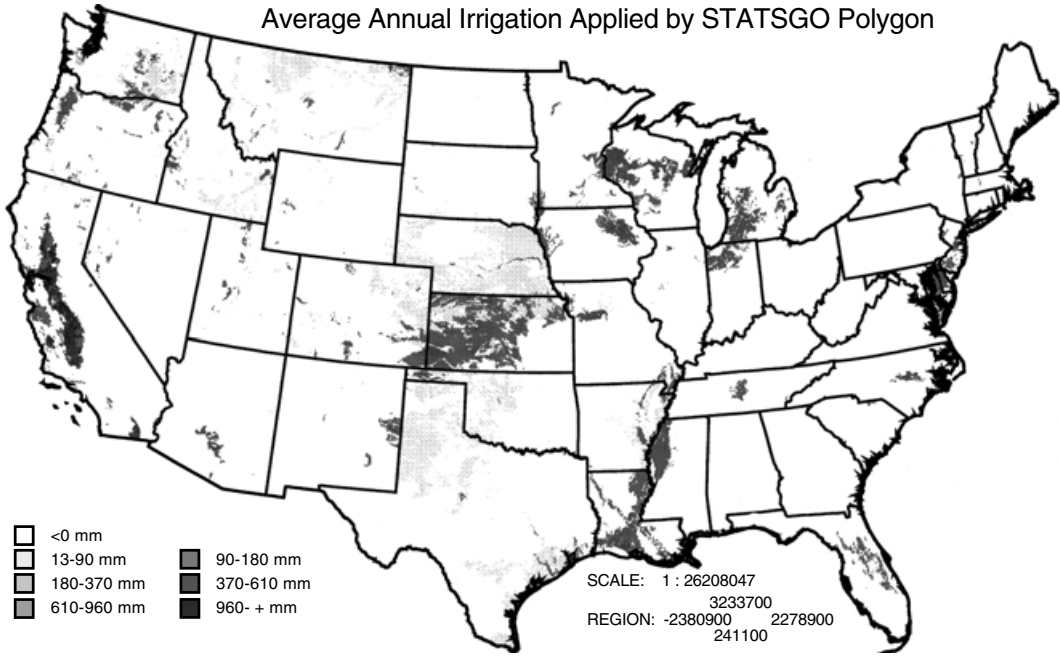 Average Annual Irrigation Applied by STATSGO Polygon
<0 mm
13-90 mm
180-370 mm
610-960 mm
90-180 mm
370-610 mm
960- + mm
SCALE: 1 : 26208047
3233700
REGION: -2380900 2278900
241100